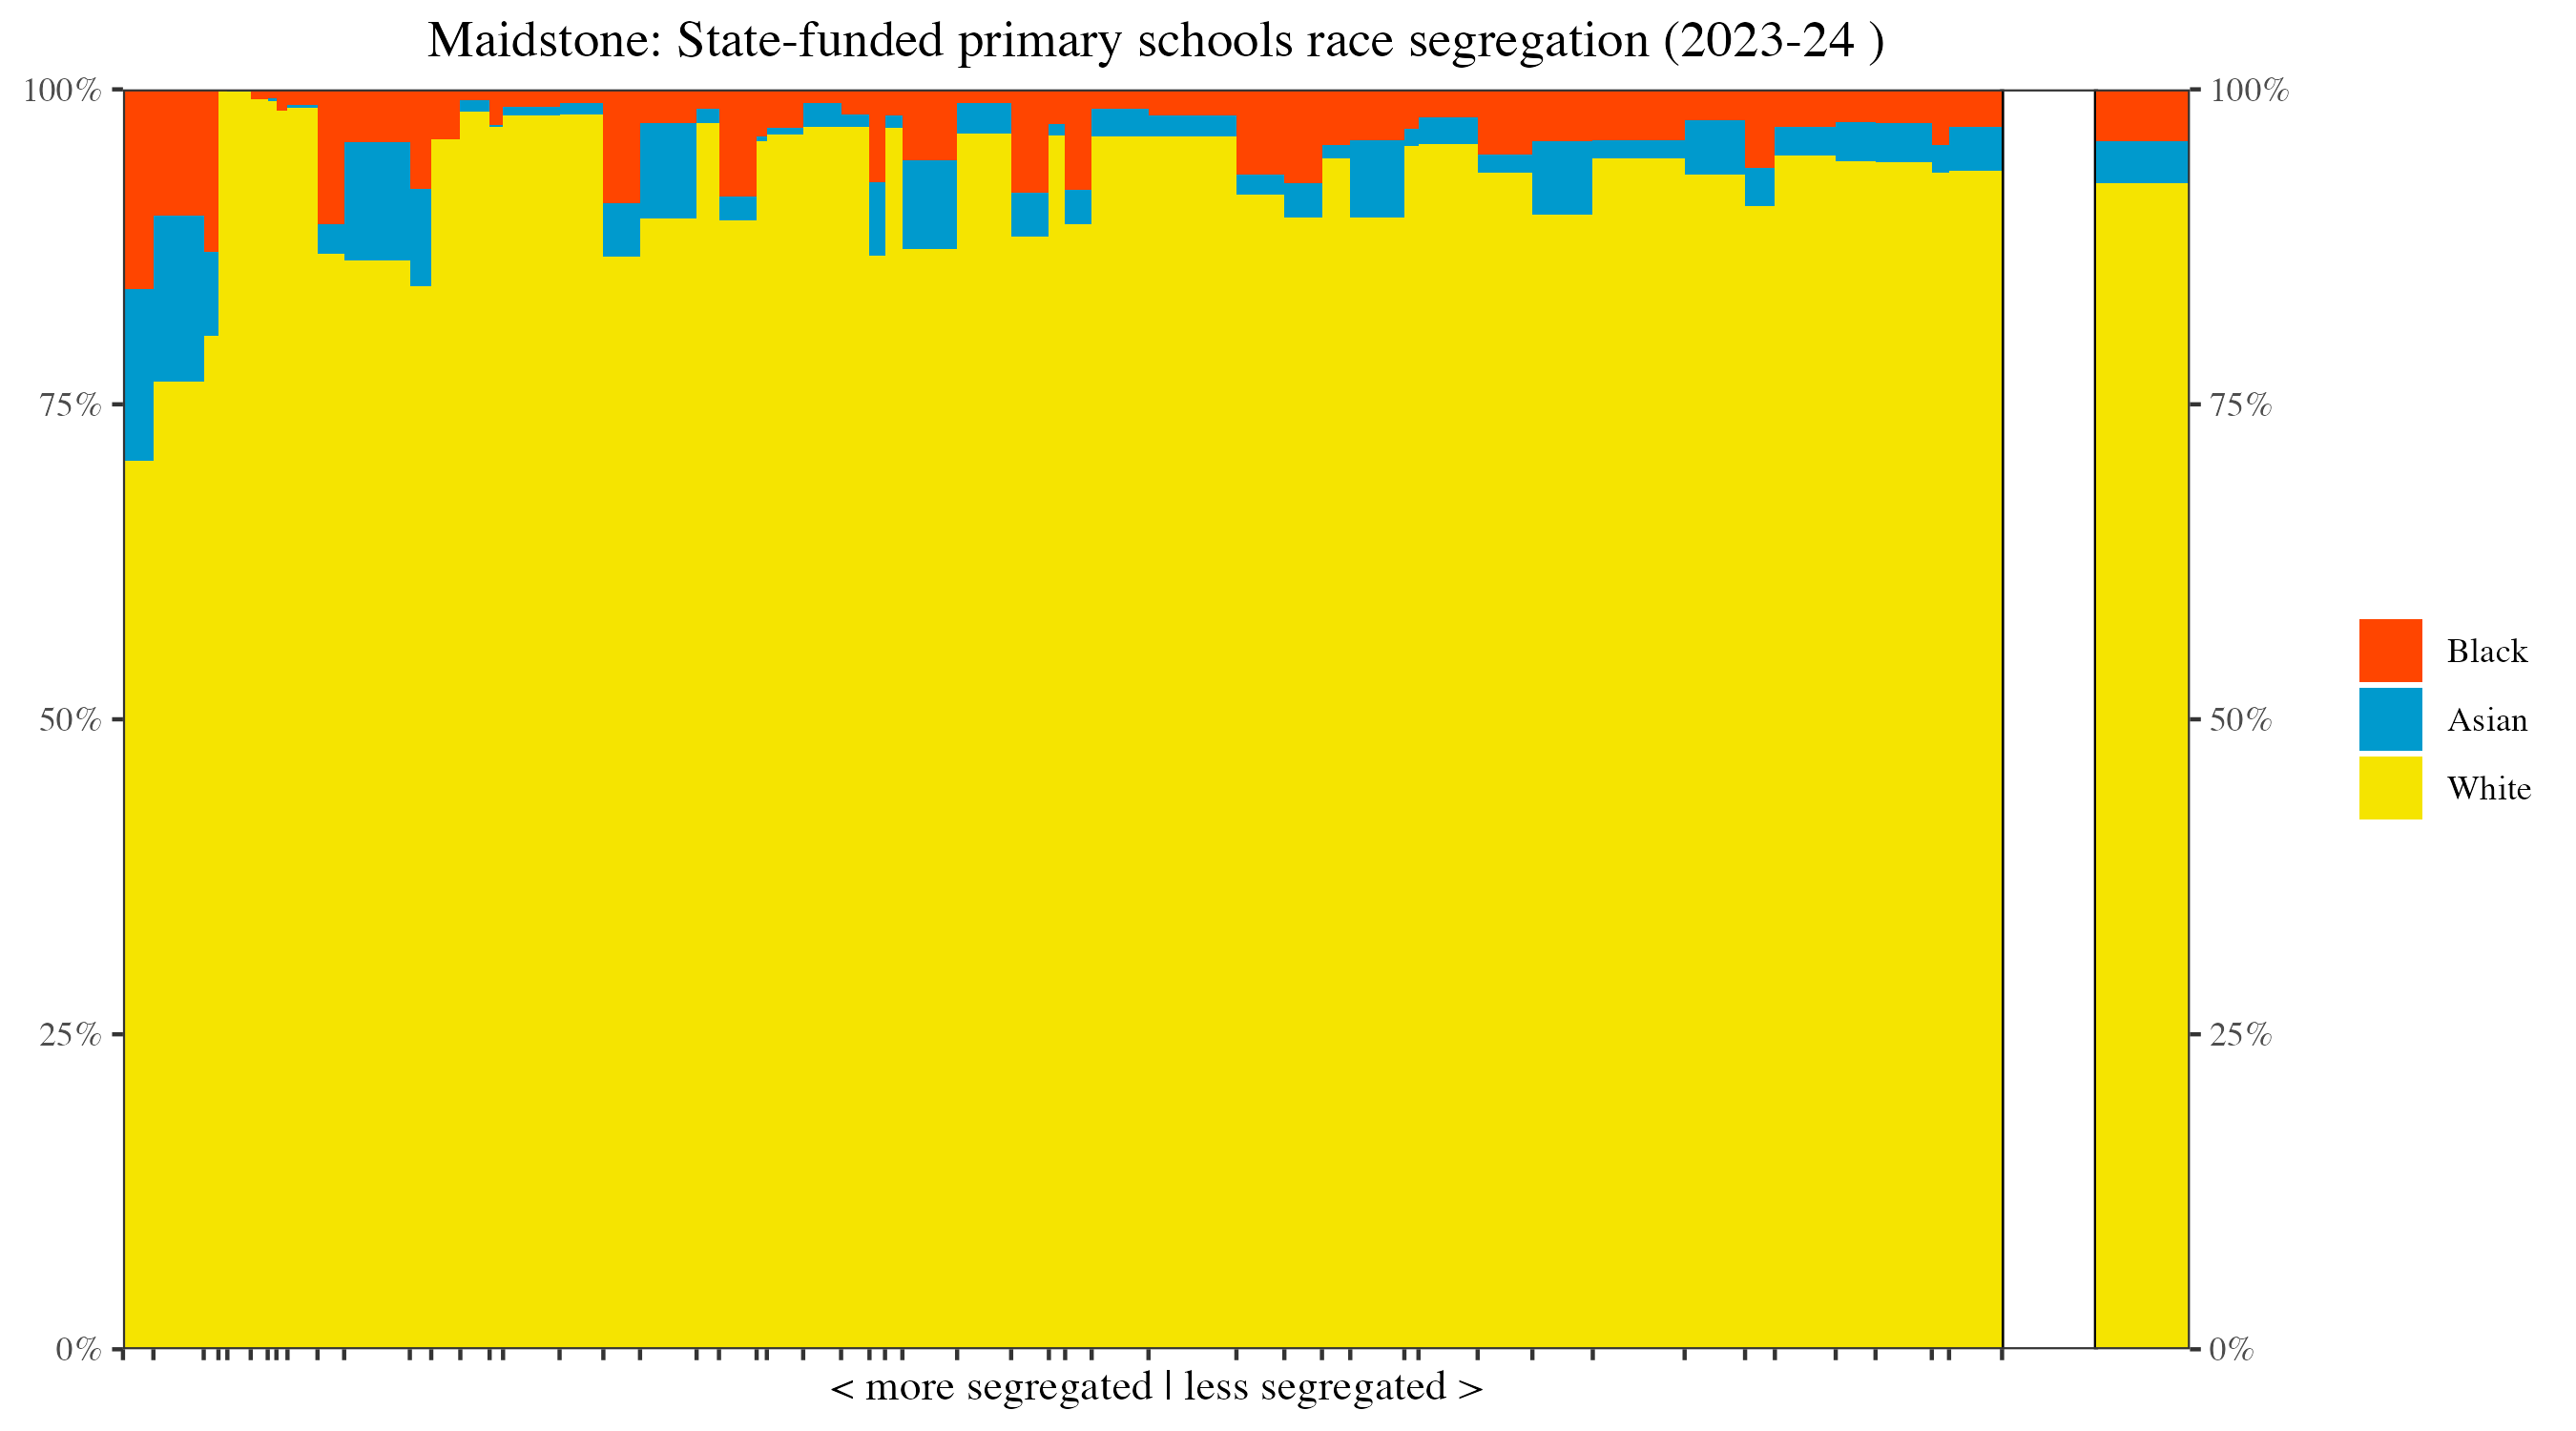 Maidstone: State-funded primary schools race segregation (2023-24 )
100%
75%
50%
25%
0%
100%
75%
50%
25%
0%
Black
Asian
White
< more segregated | less segregated >